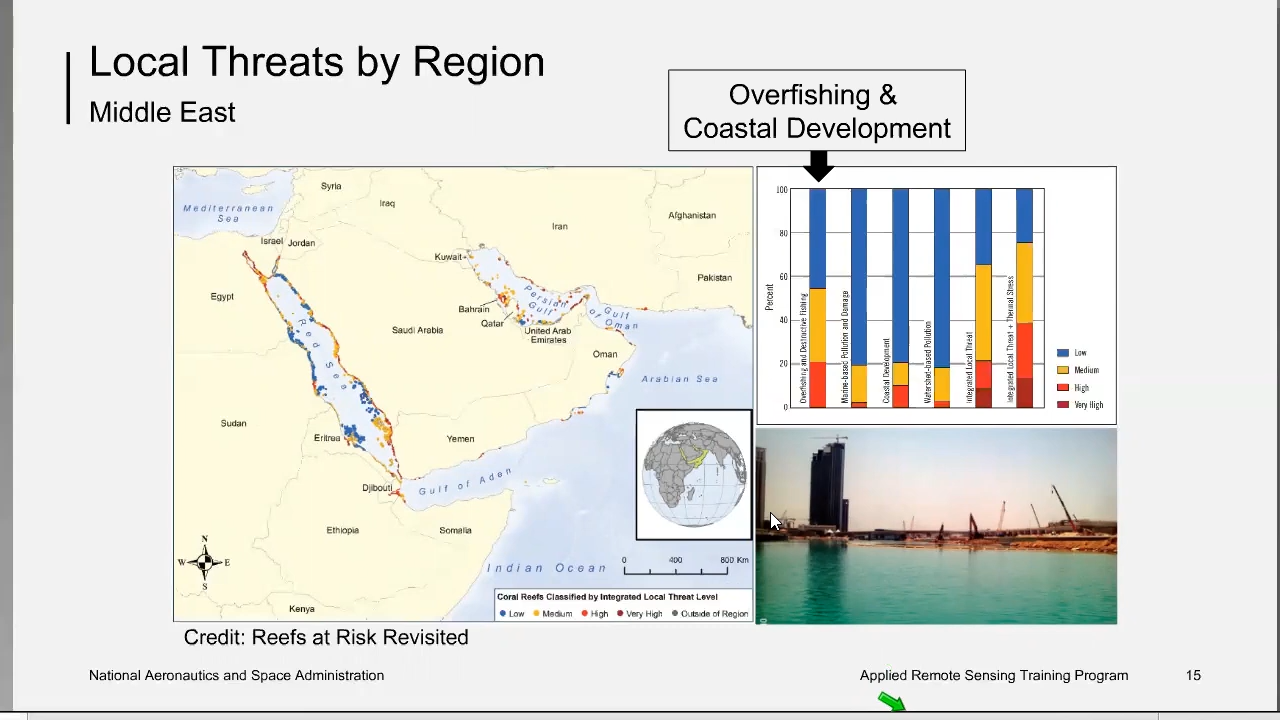 Local Threats by Region
Middle East
Overfishing &
Coastal Development
Mediterranean
Sea
Syria
Iraq
Iran
Afghanistan
Israel
Jordan
Kuwait
Pakistan
Egypt
Bahrain
Qatar
Persian
Gulf
Gulf
of Oman
United Arab
Emirates
Saudi Arabia
Red Sea
Oman
Arabian Sea
Sudan
Eritrea
Yemen
Djibouti
Gulf of Aden
Ethiopia
Somalia
Indian Ocean
Kenya
N
W
E
S
0 400 800 Km
Coral Reefs Classified by Integrated Local Threat Level
Low Medium High Very High Outside of Region
Percent
100
80
60
40
20
0
Overfishing and Destructive Fishing
Marine-based Pollution and Damage
Coastal Development
Watershed-based Pollution
Integrated Local Threat
Integrated Local Threat + Thermal Stress
Low
Medium
High
Very High
Credit: Reefs at Risk Revisited
National Aeronautics and Space Administration
Applied Remote Sensing Training Program
15